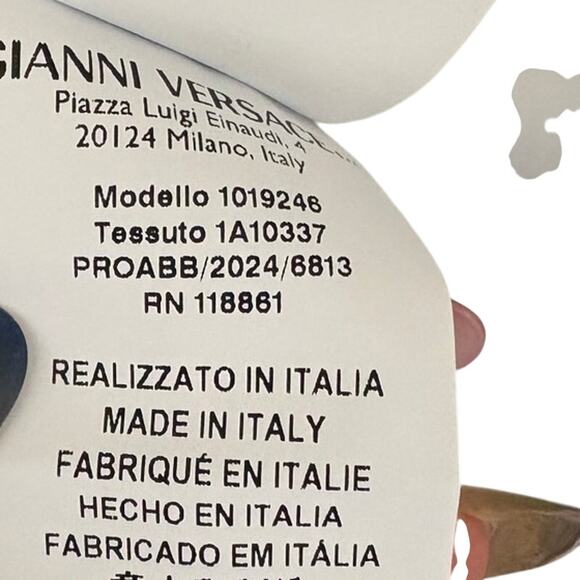 GIANNI VERSACE
Piazza Luigi Einaudi, 4
20124 Milano, Italy
Modello 1019246
Tessuto 1A10337
PROABB/2024/6813
RN 118861
REALIZZATO IN ITALIA
MADE IN ITALY
FABRIQUÉ EN ITALIE
HECHO EN ITALIA
FABRICADO EM ITÁLIA